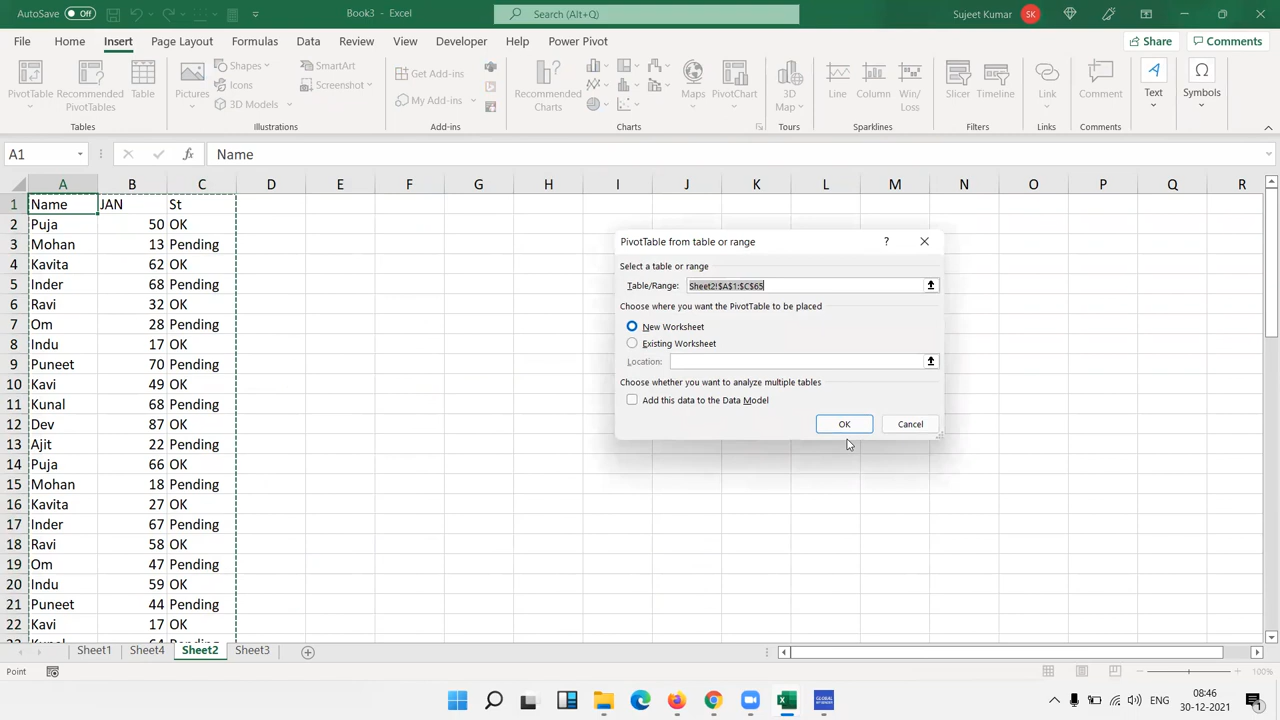 AutoSave Off Book3 - Excel Search (Alt+Q) Sujeet Kumar SK
File Home Insert Page Layout Formulas Data Review View Developer Help Power Pivot Share Comments
PivotTable Recommended PivotTables Table Pictures Shapes Icons 3D Models SmartArt Screenshot Get Add-ins My Add-ins Recommended Charts Maps PivotChart 3D Map Line Column Win/Loss Slicer Timeline Link Comment Text Symbols
Tables Illustrations Add-ins Charts Tours Sparklines Filters Links Comments
A1 fx Name
A B C D E F G H I J K L M N O P Q R
1 Name JAN St
2 Puja 50 OK
3 Mohan 13 Pending
4 Kavita 62 OK
5 Inder 68 Pending
6 Ravi 32 OK
7 Om 28 Pending
8 Indu 17 OK
9 Puneet 70 Pending
10 Kavi 49 OK
11 Kunal 68 Pending
12 Dev 87 OK
13 Ajit 22 Pending
14 Puja 66 OK
15 Mohan 18 Pending
16 Kavita 27 OK
17 Inder 67 Pending
18 Ravi 58 OK
19 Om 47 Pending
20 Indu 59 OK
21 Puneet 44 Pending
22 Kavi 17 OK
23 Kunal 64 Pending
PivotTable from table or range ?
Select a table or range
Table/Range: Sheet2!$A$1:$C$65
Choose where you want the PivotTable to be placed
New Worksheet
Existing Worksheet
Location:
Choose whether you want to analyze multiple tables
Add this data to the Data Model
OK Cancel
Sheet1 Sheet4 Sheet2 Sheet3
Point 100%
ENG 08:46
30-12-2021